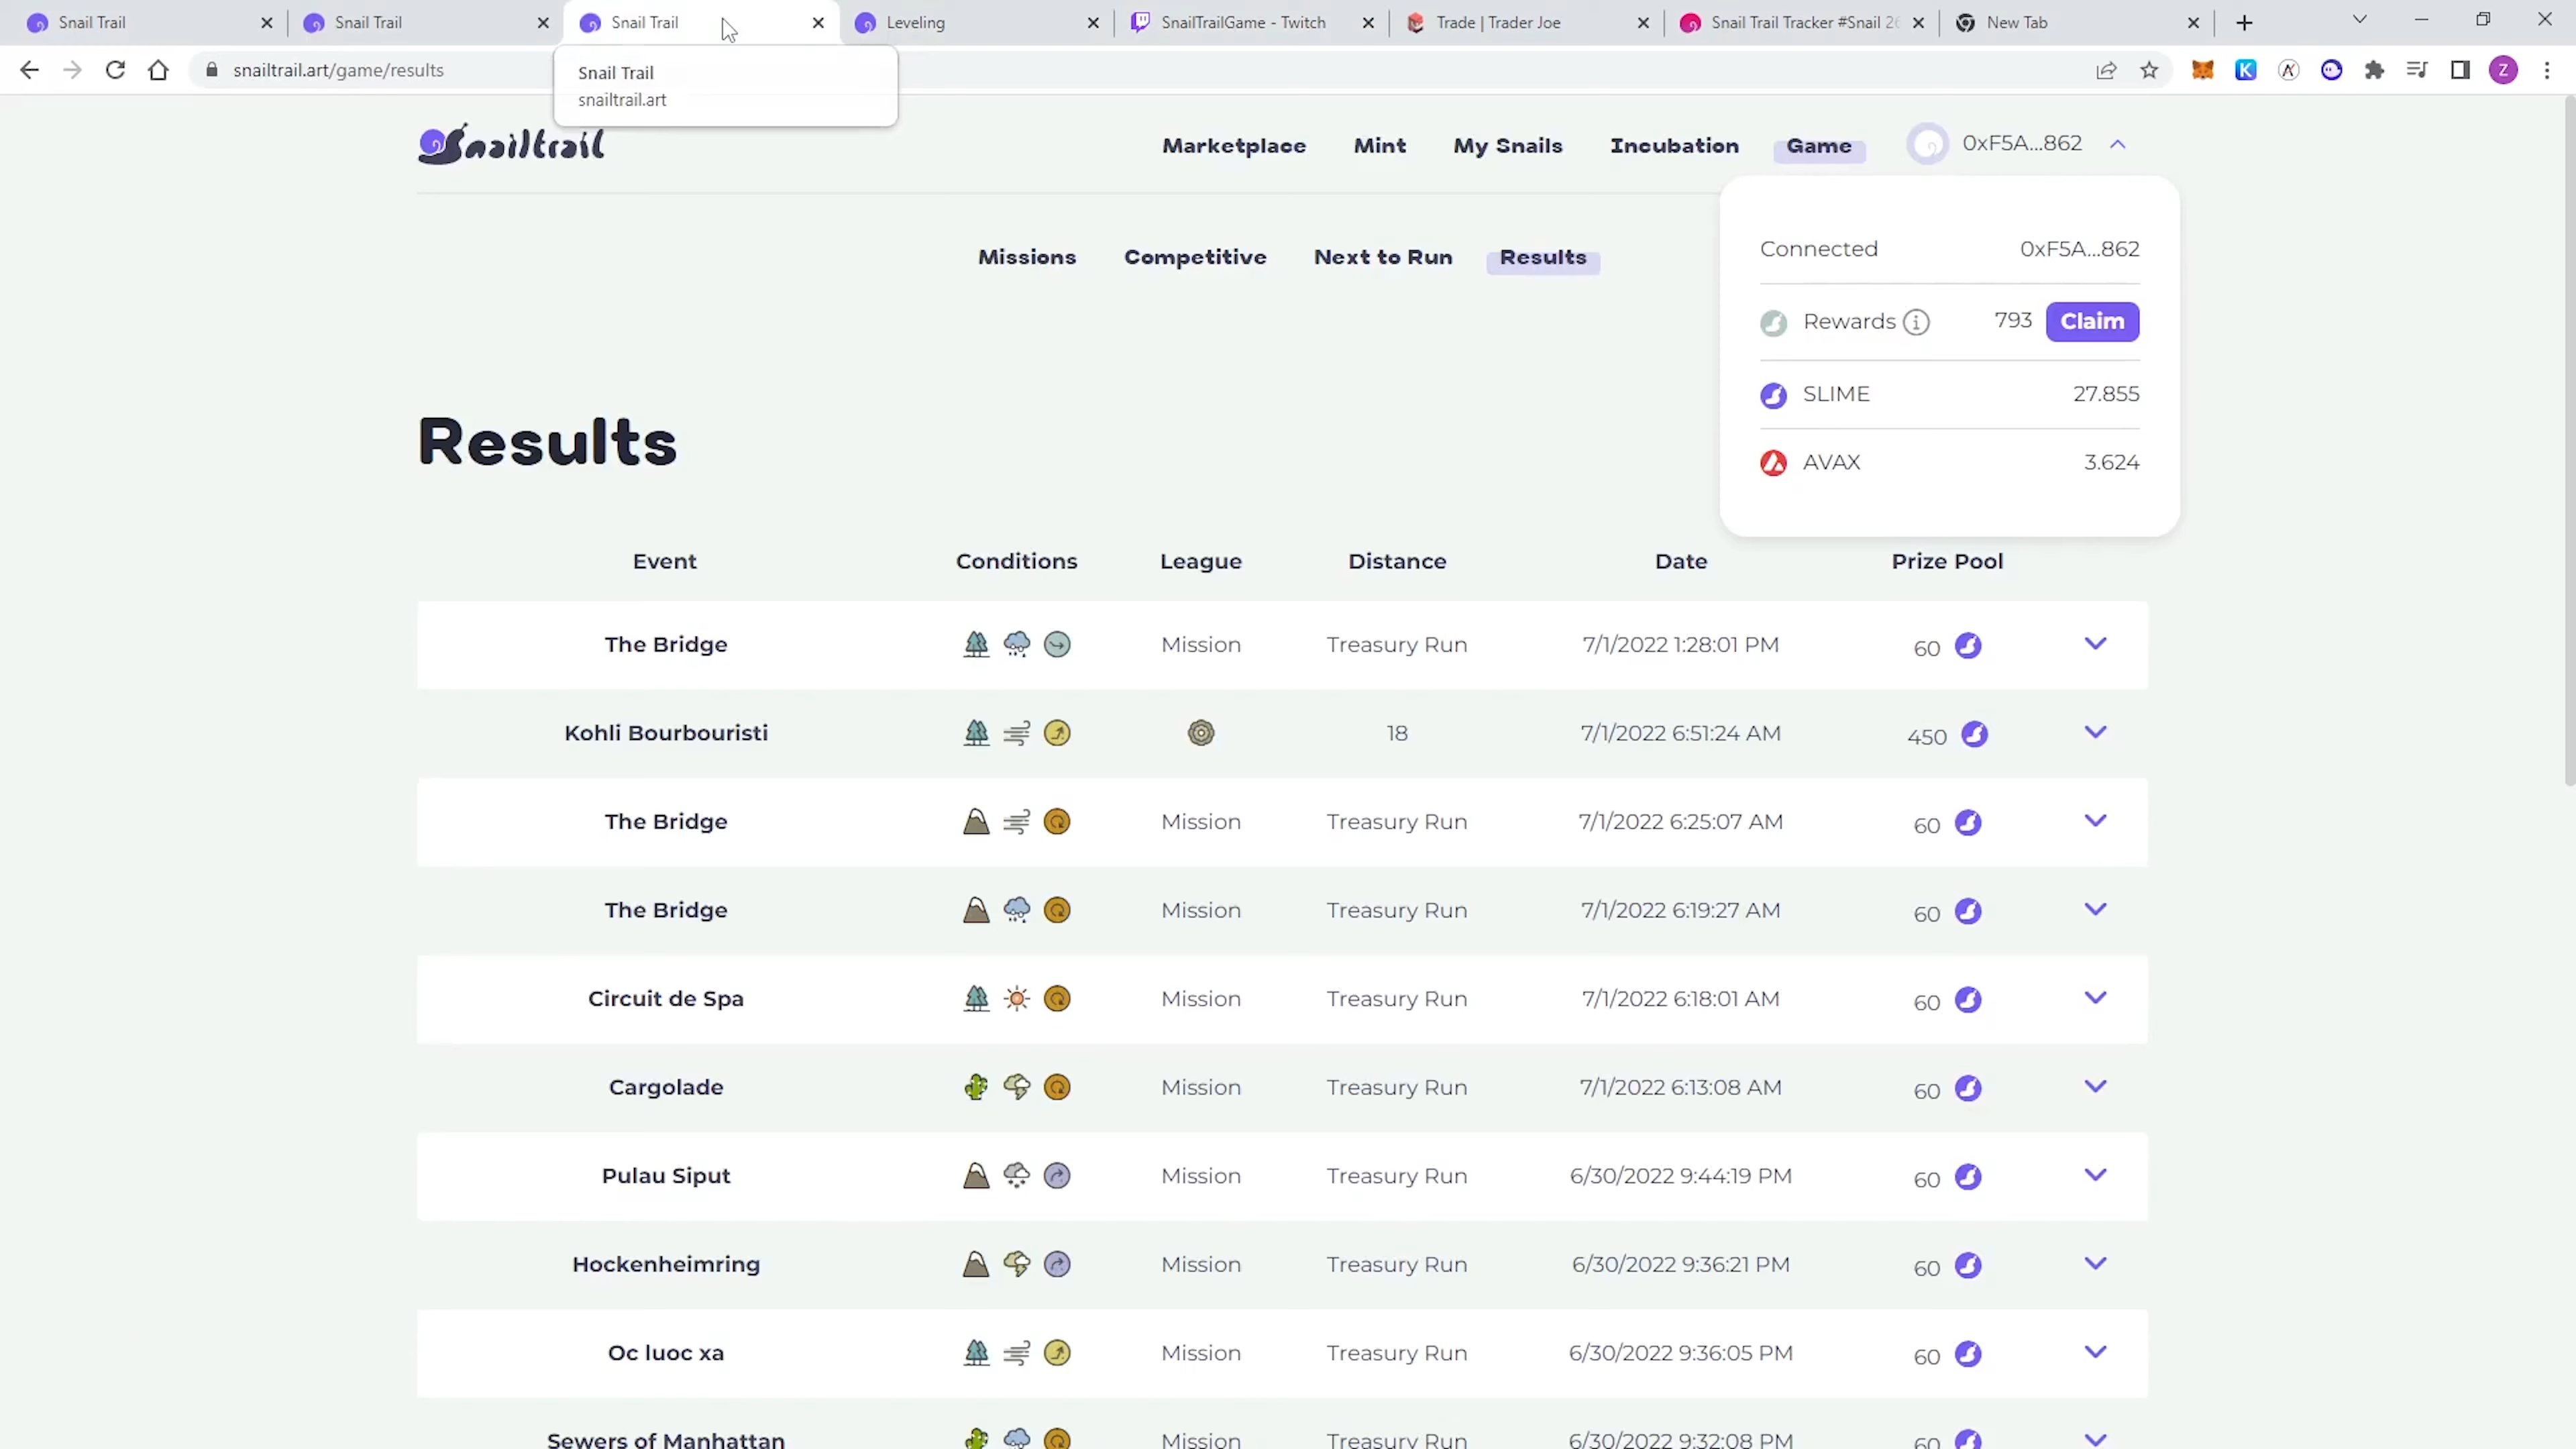 Snail Trail
Snail Trail
Snail Trail
Leveling
SnailTrailGame - Twitch
Trade | Trader Joe
Snail Trail Tracker #Snail 26
New Tab
snailtrail.art/game/results
Z
Snail Trail
snailtrail.art
Snailtrail
Marketplace Mint My Snails Incubation Game 0xF5A...862
Missions Competitive Next to Run Results
Connected 0xF5A...862
Rewards 793 Claim
SLIME 27.855
AVAX 3.624
Results
Event Conditions League Distance Date Prize Pool
The Bridge Mission Treasury Run 7/1/2022 1:28:01 PM 60
Kohli Bourbouristi 18 7/1/2022 6:51:24 AM 450
The Bridge Mission Treasury Run 7/1/2022 6:25:07 AM 60
The Bridge Mission Treasury Run 7/1/2022 6:19:27 AM 60
Circuit de Spa Mission Treasury Run 7/1/2022 6:18:01 AM 60
Cargolade Mission Treasury Run 7/1/2022 6:13:08 AM 60
Pulau Siput Mission Treasury Run 6/30/2022 9:44:19 PM 60
Hockenheimring Mission Treasury Run 6/30/2022 9:36:21 PM 60
Oc luoc xa Mission Treasury Run 6/30/2022 9:36:05 PM 60
Sewers of Manhattan Mission Treasury Run 6/30/2022 9:32:08 PM 60